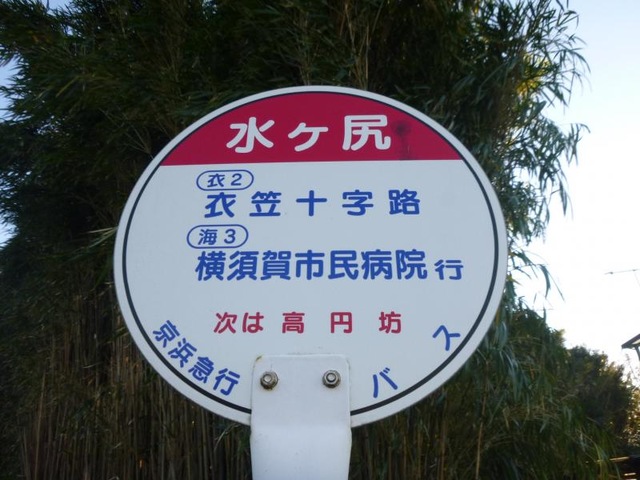 水ヶ尻
衣2
衣笠十字路
海3
横須賀市民病院行
次は 高円坊
京浜急行バス